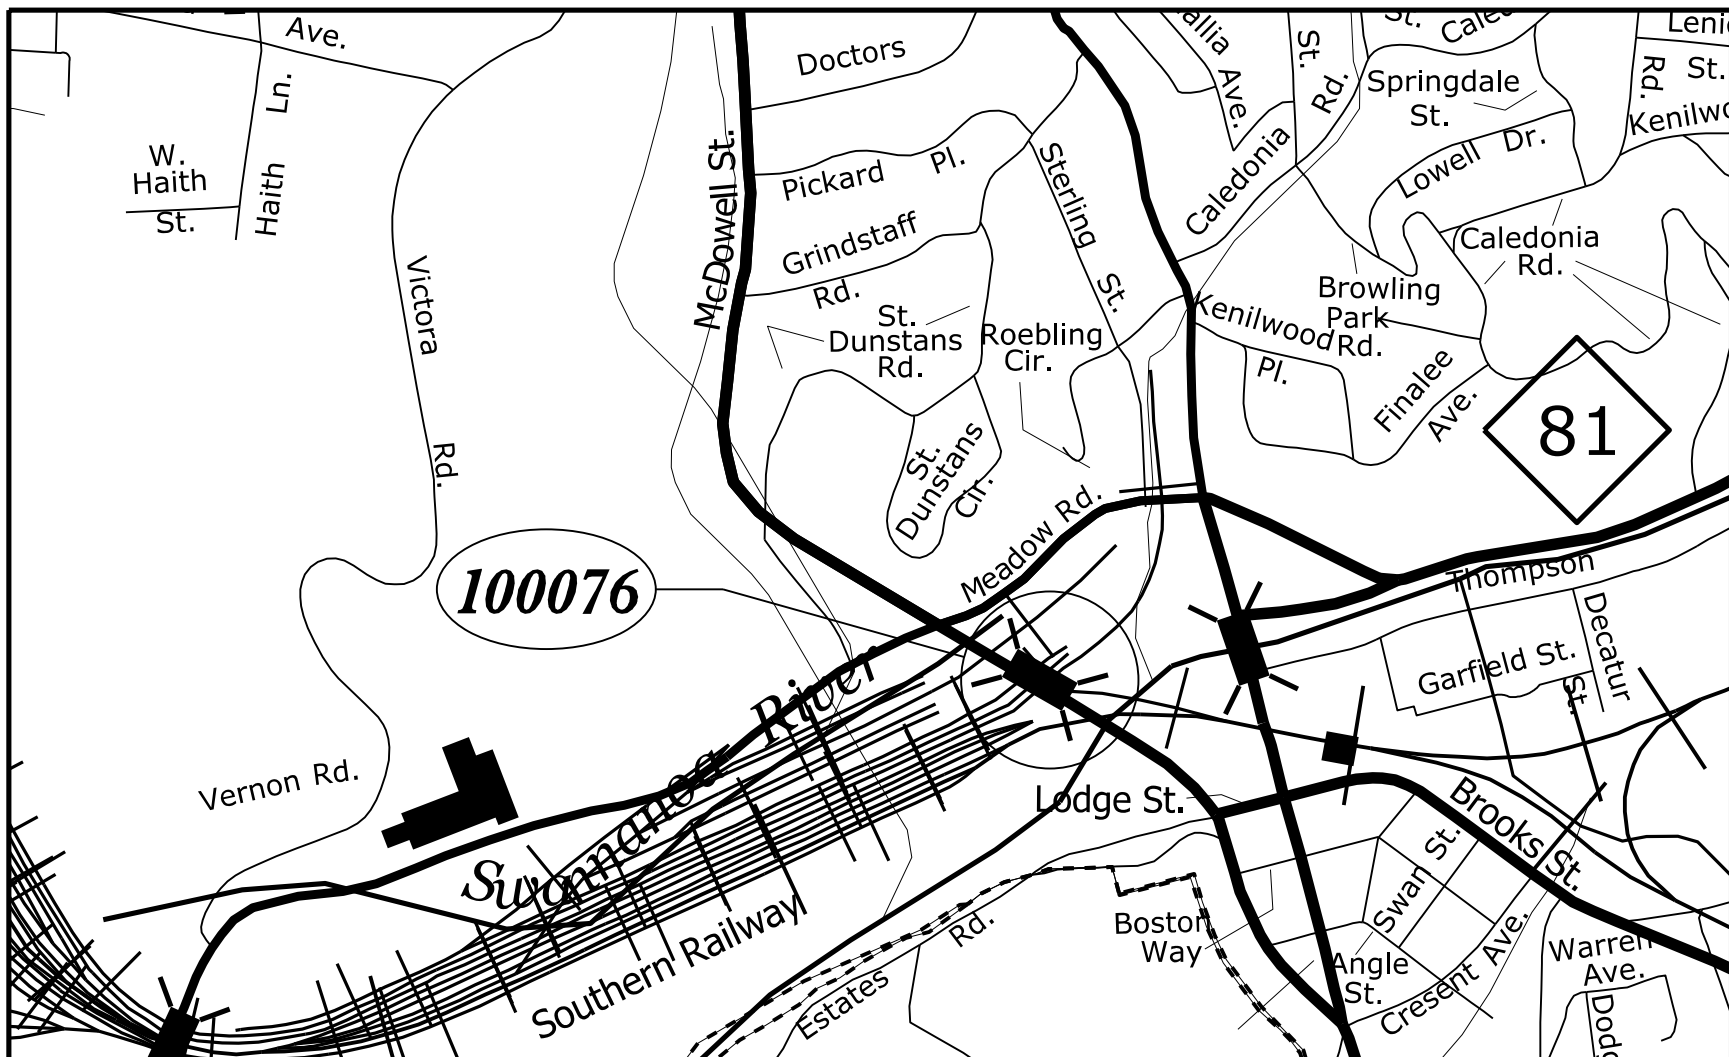 Ave.
Haith Ln.
W.
Haith
St.
Victora Rd.
McDowell St.
Doctors
Pickard Pl.
Grindstaff
Rd.
St.
Dunstans
Rd.
Roebling
Cir.
Sterling St.
St.
Dunstans
Cir.
Meadow Rd.
Ave.
St.
Rd.
Caledonia
St.
Springdale
St.
Lowell Dr.
Rd.
St.
Caledonia
Rd.
Browling
Park
Rd.
Kenilwood
Pl.
Finalee
Ave.
81
100076
Thompson
Decatur
St.
Garfield St.
Swannanoa River
Vernon Rd.
Southern Railway
Lodge St.
Brooks St.
Swan St.
Boston
Way
Estates Rd.
Angle
St.
Cresent Ave.
Warren
Ave.